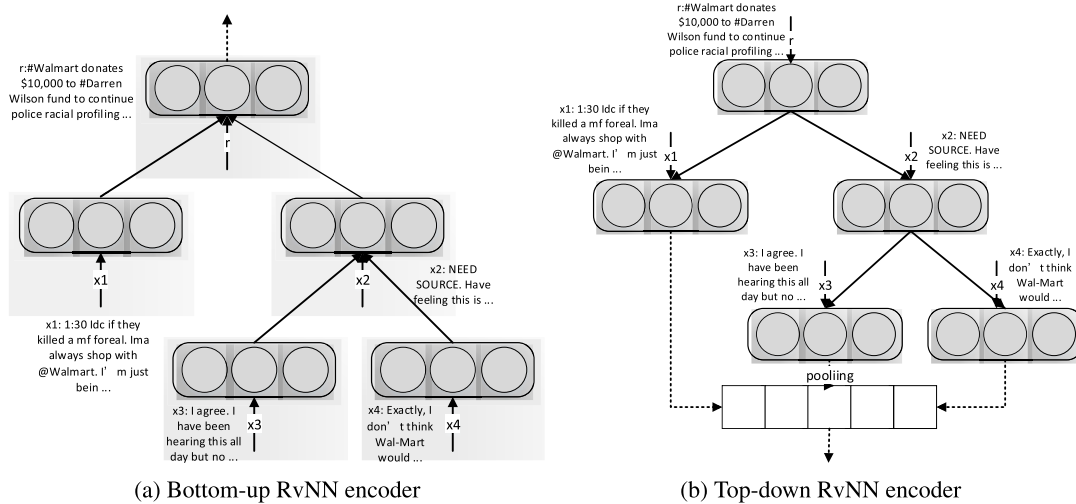 r:#Walmart donates
$10,000 to #Darren
Wilson fund to continue
police racial profiling ...
r
x1
x1: 1:30 Idc if they
killed a mf foreal. Ima
always shop with
@Walmart. I' m just
bein ...
x2
x2: NEED
SOURCE. Have
feeling this is ...
x3: I agree. I
have been
hearing this all
day but no ...
x3
x4: Exactly, I
don' t think
Wal-Mart
would ...
x4
(a) Bottom-up RvNN encoder
r:#Walmart donates
$10,000 to #Darren
Wilson fund to continue
police racial profiling ...
r
x1: 1:30 Idc if they
killed a mf foreal. Ima
always shop with
@Walmart. I' m just
bein ...
x1
x2
x2: NEED
SOURCE. Have
feeling this is ...
x3: I agree. I
have been
hearing this all
day but no ...
x3
x4: Exactly, I
don' t think
Wal-Mart
would ...
x4
pooliing
(b) Top-down RvNN encoder